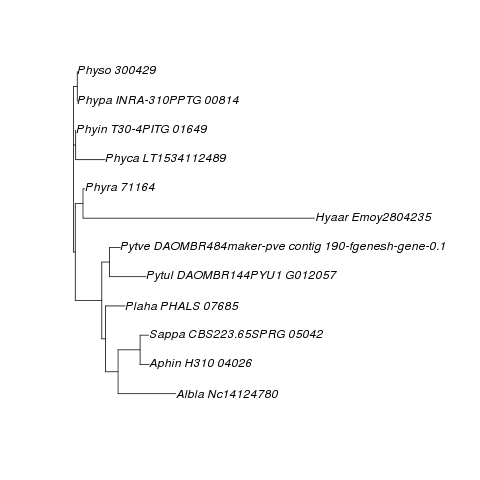 Physo 300429
Phypa INRA-310PPTG 00814
Phyin T30-4PITG 01649
Phyca LT1534112489
Phyra 71164
Hyaar Emoy2804235
Pytve DAOMBR484maker-pve contig 190-fgenesh-gene-0.1
Pytul DAOMBR144PYU1 G012057
Plaha PHALS 07685
Sappa CBS223.65SPRG 05042
Aphin H310 04026
Albla Nc14124780